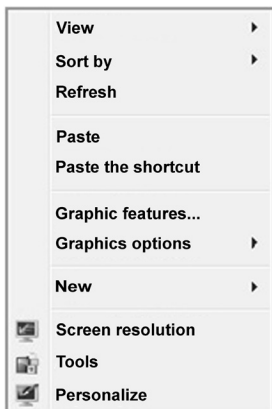 View
Sort by
Refresh
Paste
Paste the shortcut
Graphic features...
Graphics options
New
Screen resolution
Tools
Personalize